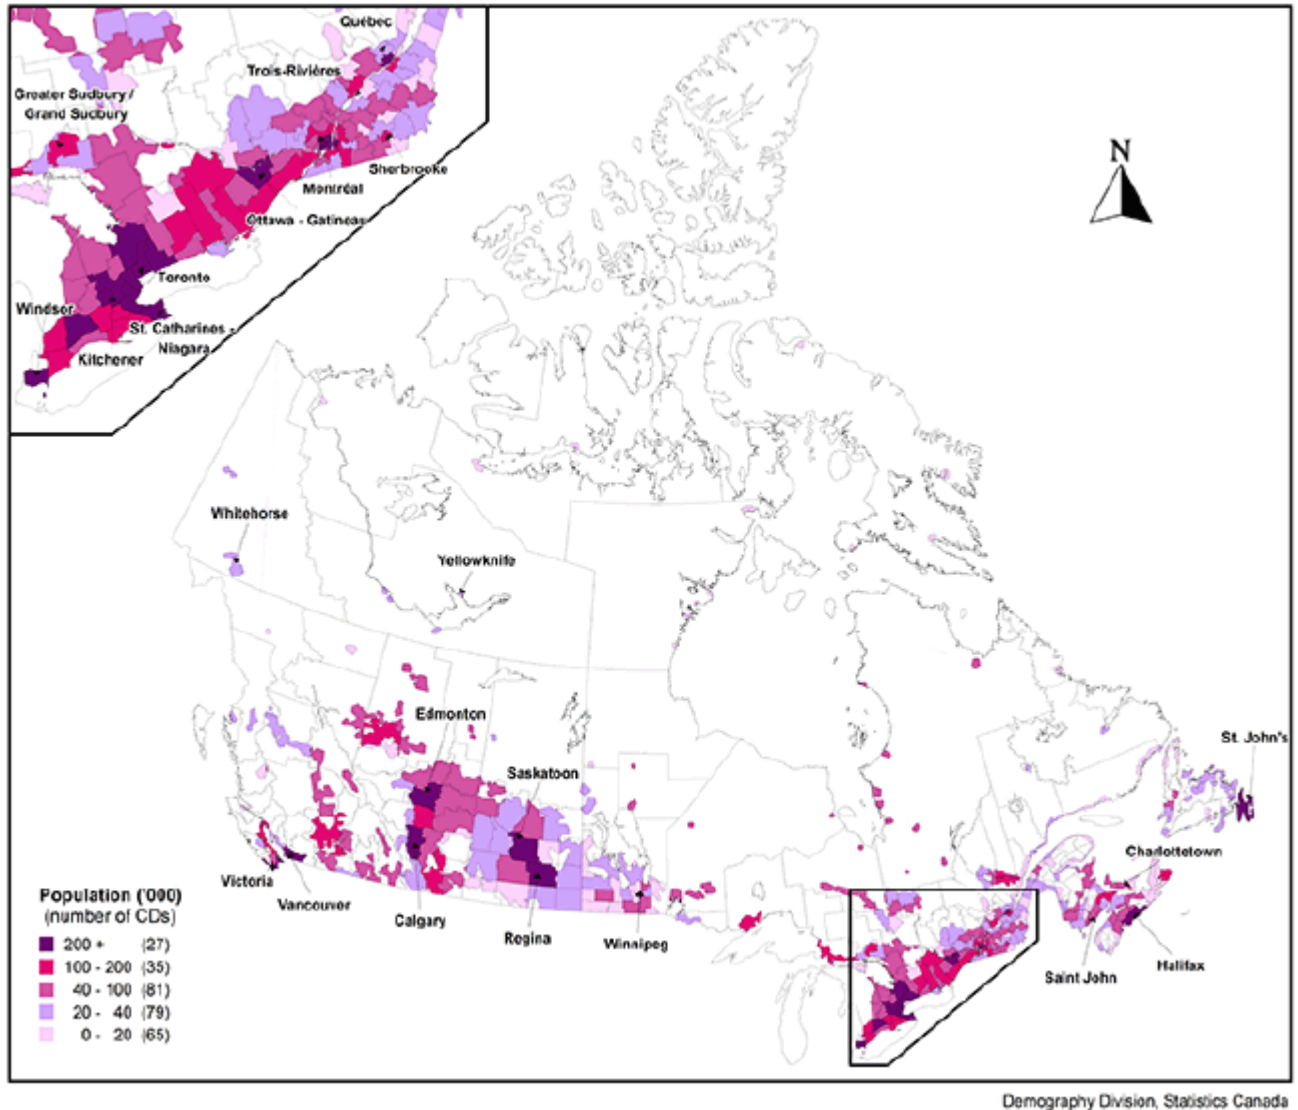 Québec
Trois-Rivières
Greater Sudbury /
Grand Sudbury
Sherbrooke
Montréal
Ottawa - Gatineau
Toronto
Windsor
St. Catharines -
Niagara
Kitchener
N
Whitehorse
Yellowknife
Edmonton
Saskatoon
St. John's
Charlottetown
Victoria
Vancouver
Calgary
Regina
Winnipeg
Saint John
Halifax
Population ('000)
(number of CDs)
200 + (27)
100 - 200 (35)
40 - 100 (81)
20 - 40 (79)
0 - 20 (65)
Demography Division, Statistics Canada